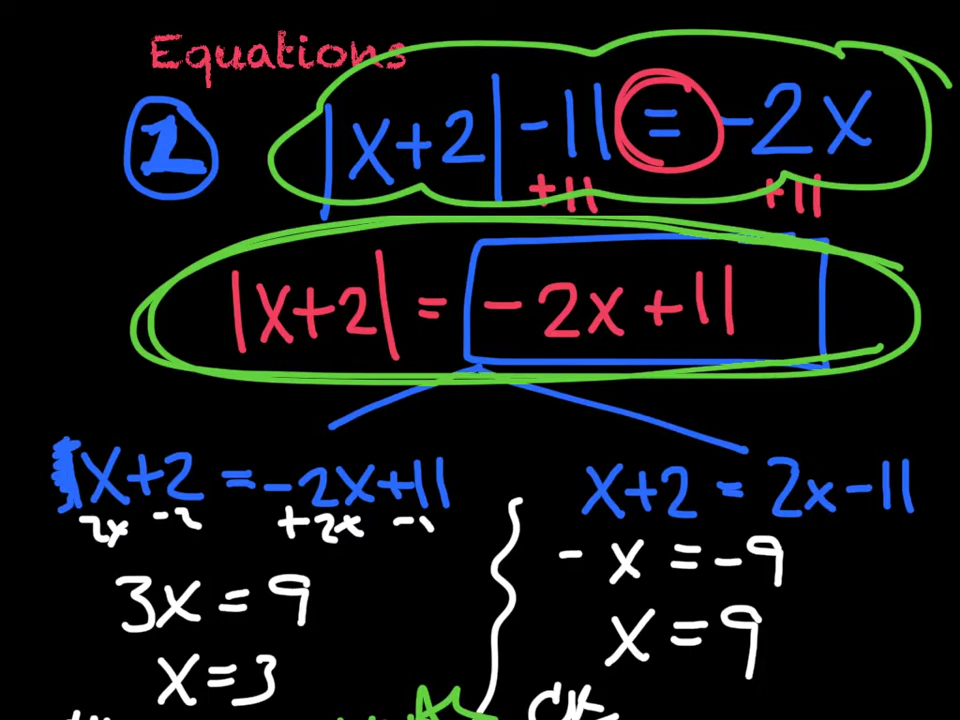 Equations
1 |x+2| -11 = -2x
+11 +11
|x+2| = -2x+11
x+2 = -2x+11
2x -2 +2x
3x = 9
x=3
x+2 = 2x-11
-x = -9
x = 9